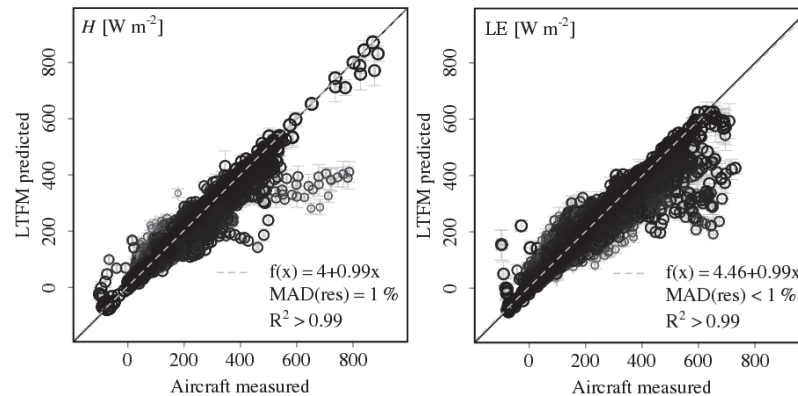 H [W m-2]
LTFM predicted
800
600
400
200
0
f(x) = 4+0.99x
MAD(res) = 1 %
R2 > 0.99
0 200 400 600 800
Aircraft measured
LE [W m-2]
LTFM predicted
800
600
400
200
0
f(x) = 4.46+0.99x
MAD(res) < 1 %
R2 > 0.99
0 200 400 600 800
Aircraft measured